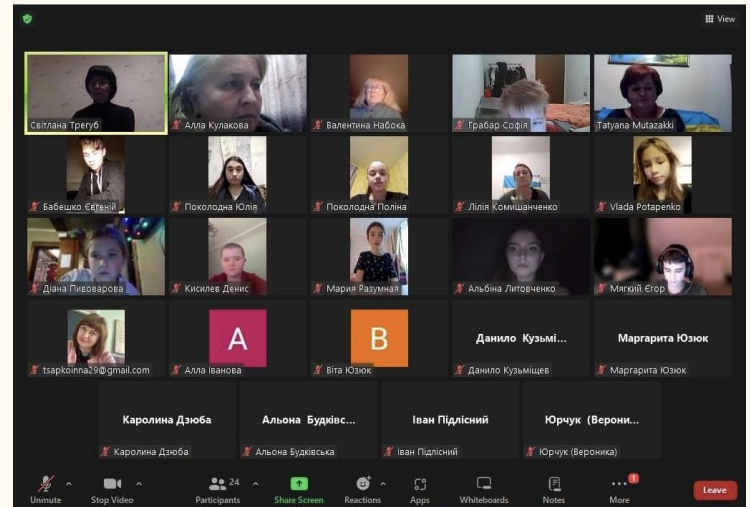 View
Світлана Трегуб
Алла Кулакова
Валентина Набока
Грабар Софія
Tatyana Mutazakki
Бабешко Євгеній
Поколодна Юлія
Поколодна Поліна
Лілія Комишанченко
Vlada Potapenko
Діана Пивоварова
Кисилев Денис
Мария Разумная
Альбіна Литовченко
Мягкий Єгор
tsapkoinna29@gmail.com
А
Алла Іванова
В
Віта Юзюк
Данило Кузьмі...
Данило Кузьміщев
Маргарита Юзюк
Маргарита Юзюк
Каролина Дзюба
Каролина Дзюба
Альона Будківс...
Альона Будківська
Іван Підлісний
Іван Підлісний
Юрчук (Верони...
Юрчук (Вероника)
Unmute
Stop Video
24
Participants
Share Screen
Reactions
Apps
Whiteboards
Notes
1
More
Leave